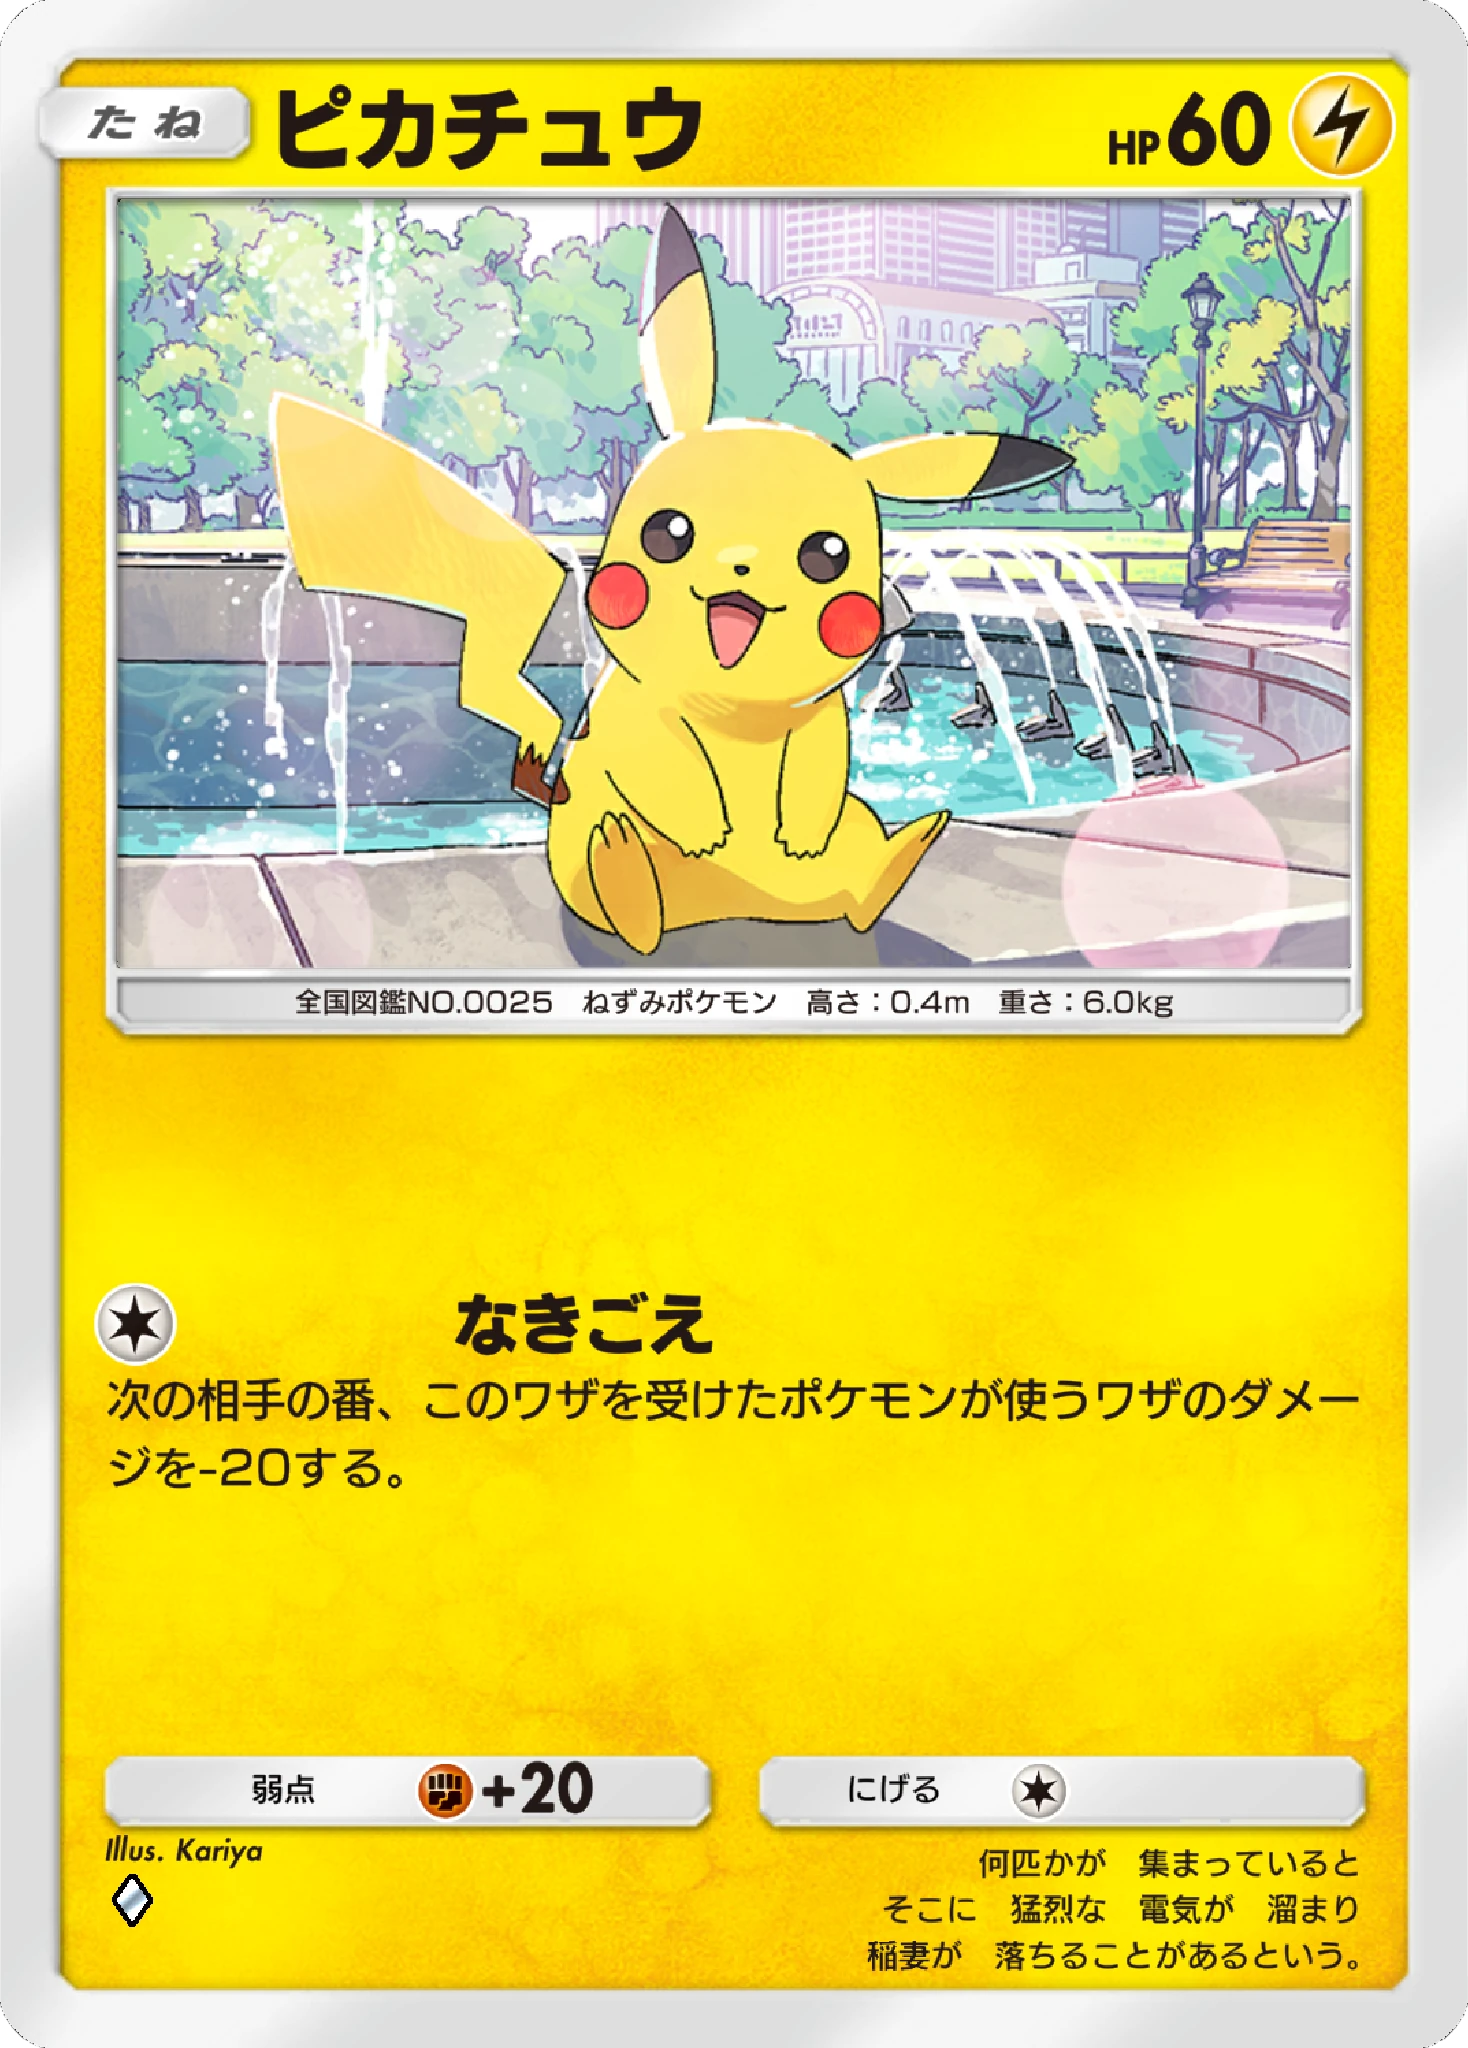 たね
ピカチュウ
HP60
全国図鑑NO.0025　ねずみポケモン　高さ：0.4m　重さ：6.0kg
なきごえ
次の相手の番、このワザを受けたポケモンが使うワザのダメー
ジを-20する。
弱点 +20
にげる
Illus. Kariya
何匹かが　集まっていると
そこに　猛烈な　電気が　溜まり
稲妻が　落ちることがあるという。